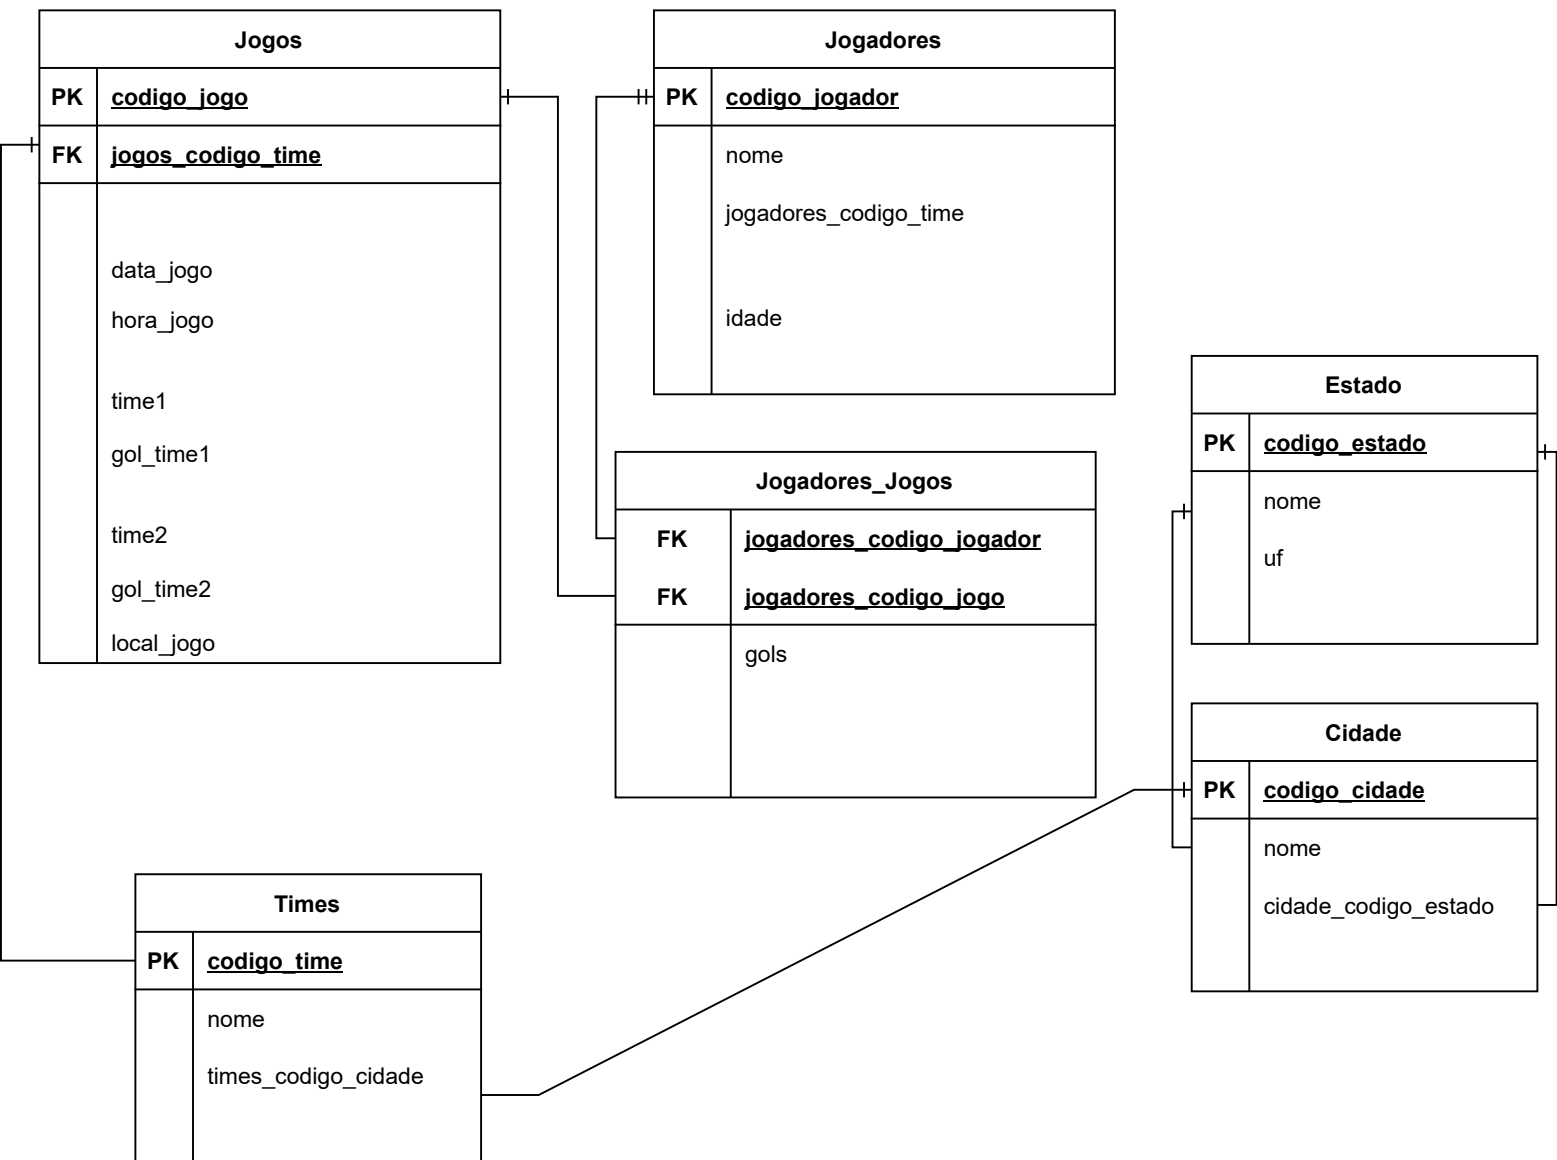 Jogos
PK codigo_jogo
FK jogos_codigo_time
data_jogo
hora_jogo
time1
gol_time1
time2
gol_time2
local_jogo
Jogadores
PK codigo_jogador
nome
jogadores_codigo_time
idade
Jogadores_Jogos
FK jogadores_codigo_jogador
FK jogadores_codigo_jogo
gols
Estado
PK codigo_estado
nome
uf
Cidade
PK codigo_cidade
nome
cidade_codigo_estado
Times
PK codigo_time
nome
times_codigo_cidade